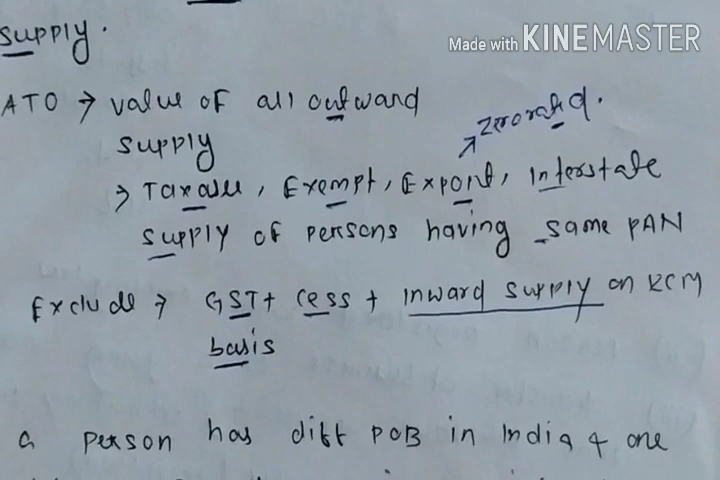 Made with KINEMASTER
supply.
ATO → value of all outward
supply
→ zero rated.
→ Taxable, Exempt, Export, Interstate
supply of persons having same PAN
Exclude → GST + cess + inward supply on RCM
basis
a person has diff POB in India & one